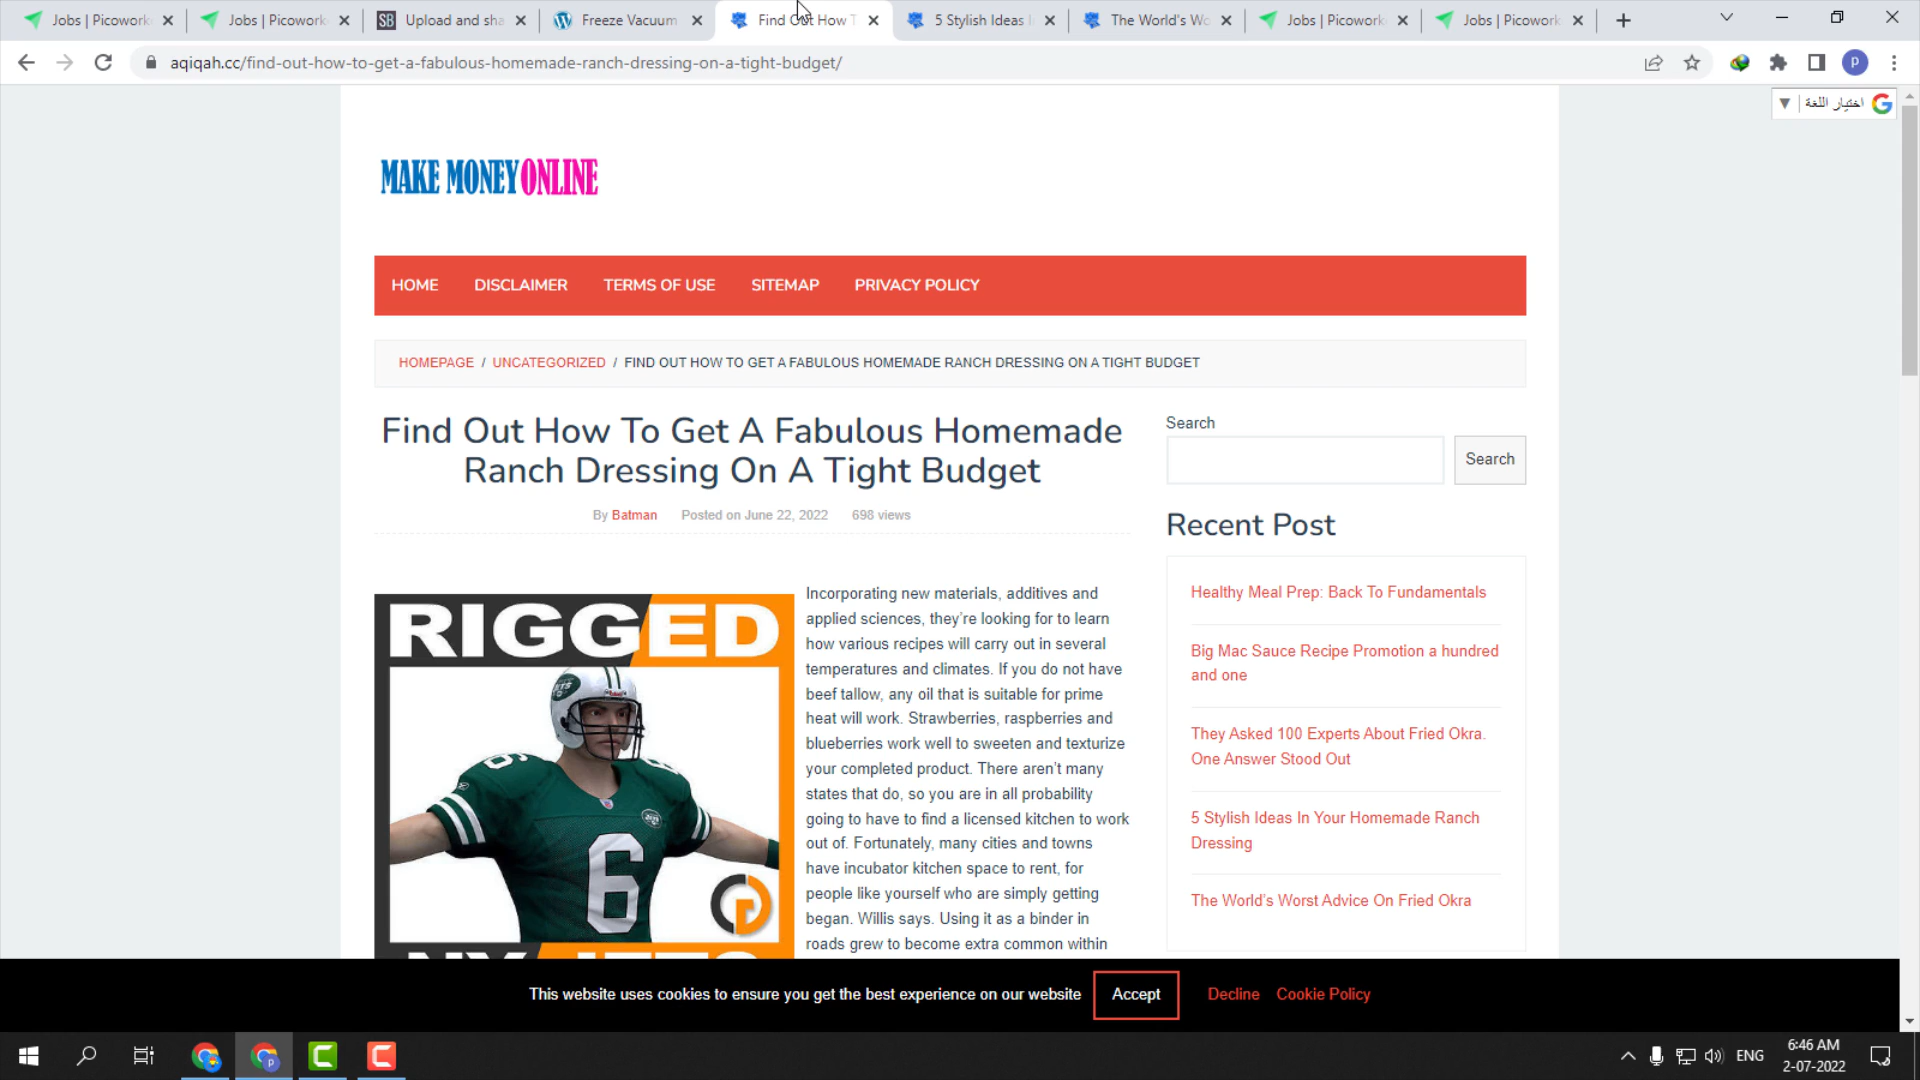 Jobs | Picowork
Jobs | Picowork
SB Upload and sha
Freeze Vacuum
Find Out How T
5 Stylish Ideas I
The World's Wo
Jobs | Picowork
Jobs | Picowork
aqiqah.cc/find-out-how-to-get-a-fabulous-homemade-ranch-dressing-on-a-tight-budget/
P
اختيار اللغة
MAKE MONEY ONLINE
HOME DISCLAIMER TERMS OF USE SITEMAP PRIVACY POLICY
HOMEPAGE / UNCATEGORIZED / FIND OUT HOW TO GET A FABULOUS HOMEMADE RANCH DRESSING ON A TIGHT BUDGET
Find Out How To Get A Fabulous Homemade
Ranch Dressing On A Tight Budget
By Batman Posted on June 22, 2022 698 views
RIGGED
JETS
6
Incorporating new materials, additives and
applied sciences, they're looking for to learn
how various recipes will carry out in several
temperatures and climates. If you do not have
beef tallow, any oil that is suitable for prime
heat will work. Strawberries, raspberries and
blueberries work well to sweeten and texturize
your completed product. There aren't many
states that do, so you are in all probability
going to have to find a licensed kitchen to work
out of. Fortunately, many cities and towns
have incubator kitchen space to rent, for
people like yourself who are simply getting
began. Willis says. Using it as a binder in
roads grew to become extra common within
Search
Search
Recent Post
Healthy Meal Prep: Back To Fundamentals
Big Mac Sauce Recipe Promotion a hundred
and one
They Asked 100 Experts About Fried Okra.
One Answer Stood Out
5 Stylish Ideas In Your Homemade Ranch
Dressing
The World's Worst Advice On Fried Okra
This website uses cookies to ensure you get the best experience on our website Accept Decline Cookie Policy
ENG
6:46 AM
2-07-2022